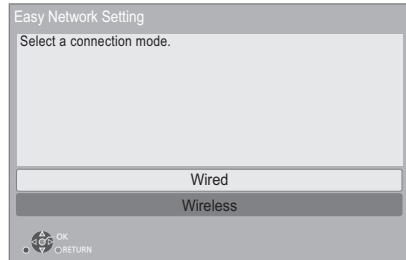 Easy Network Setting
Select a connection mode.
Wired
Wireless
OK
RETURN